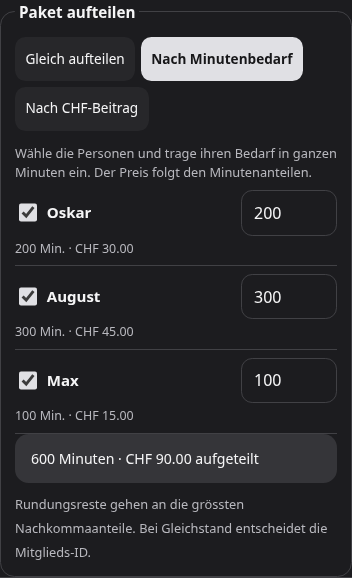 Paket aufteilen
Gleich aufteilen
Nach Minutenbedarf
Nach CHF-Beitrag
Wähle die Personen und trage ihren Bedarf in ganzen
Minuten ein. Der Preis folgt den Minutenanteilen.
Oskar
200
200 Min. · CHF 30.00
August
300
300 Min. · CHF 45.00
Max
100
100 Min. · CHF 15.00
600 Minuten · CHF 90.00 aufgeteilt
Rundungsreste gehen an die grössten
Nachkommaanteile. Bei Gleichstand entscheidet die
Mitglieds-ID.